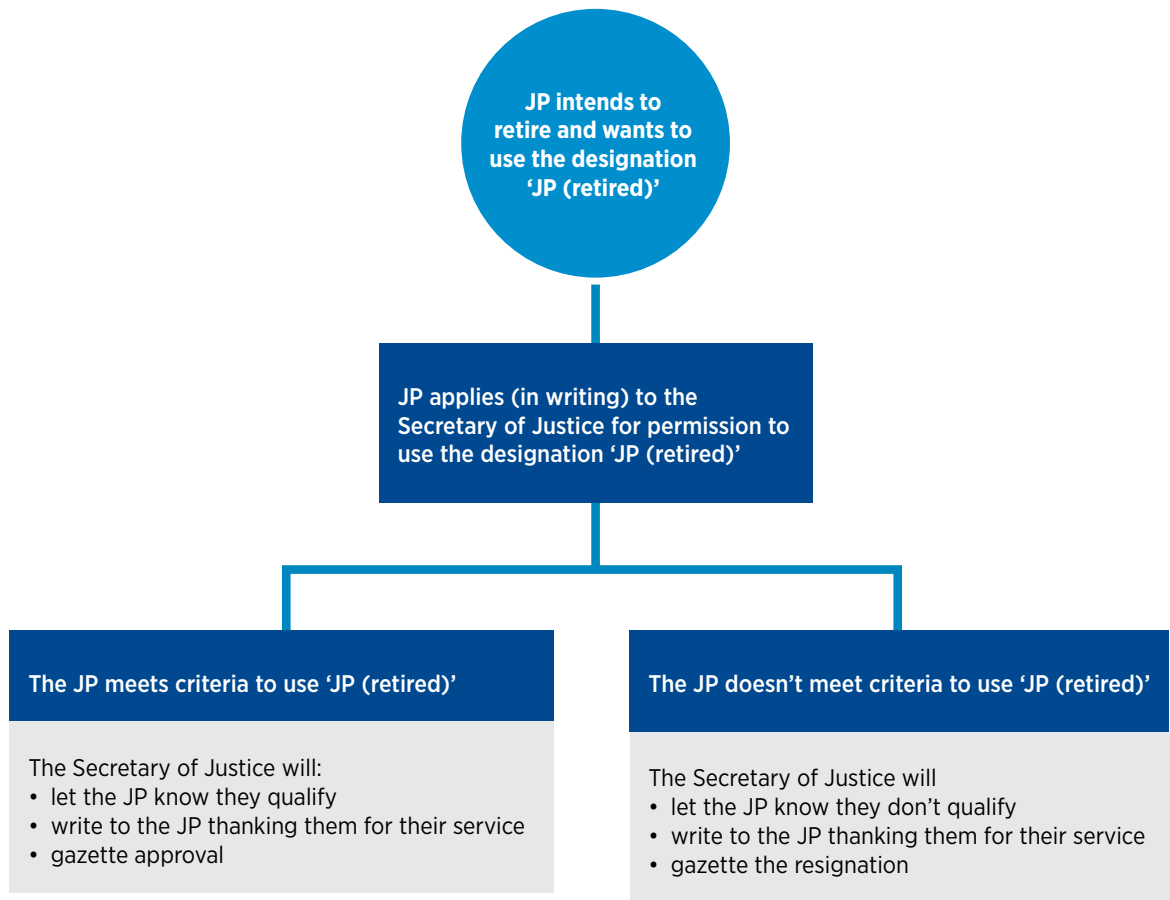 JP intends to
retire and wants to
use the designation
‘JP (retired)’
JP applies (in writing) to the
Secretary of Justice for permission to
use the designation ‘JP (retired)’
The JP meets criteria to use ‘JP (retired)’
The Secretary of Justice will:
• let the JP know they qualify
• write to the JP thanking them for their service
• gazette approval
The JP doesn’t meet criteria to use ‘JP (retired)’
The Secretary of Justice will
• let the JP know they don’t qualify
• write to the JP thanking them for their service
• gazette the resignation